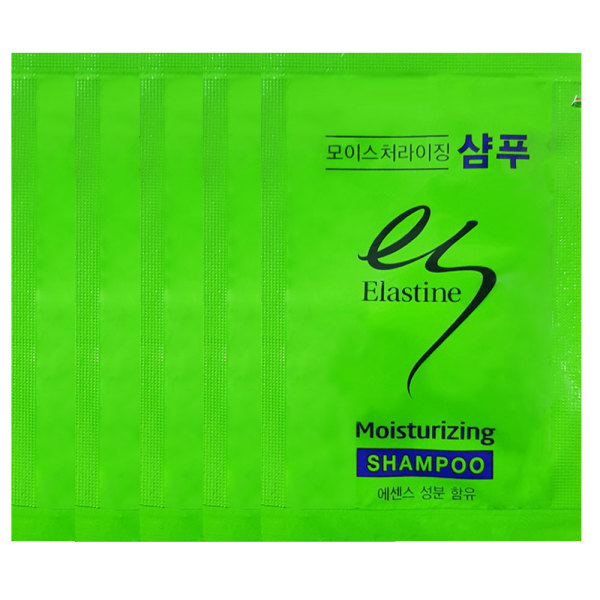 모이스처라이징 샴푸
es
Elastine
Moisturizing
SHAMPOO
에센스 성분 함유